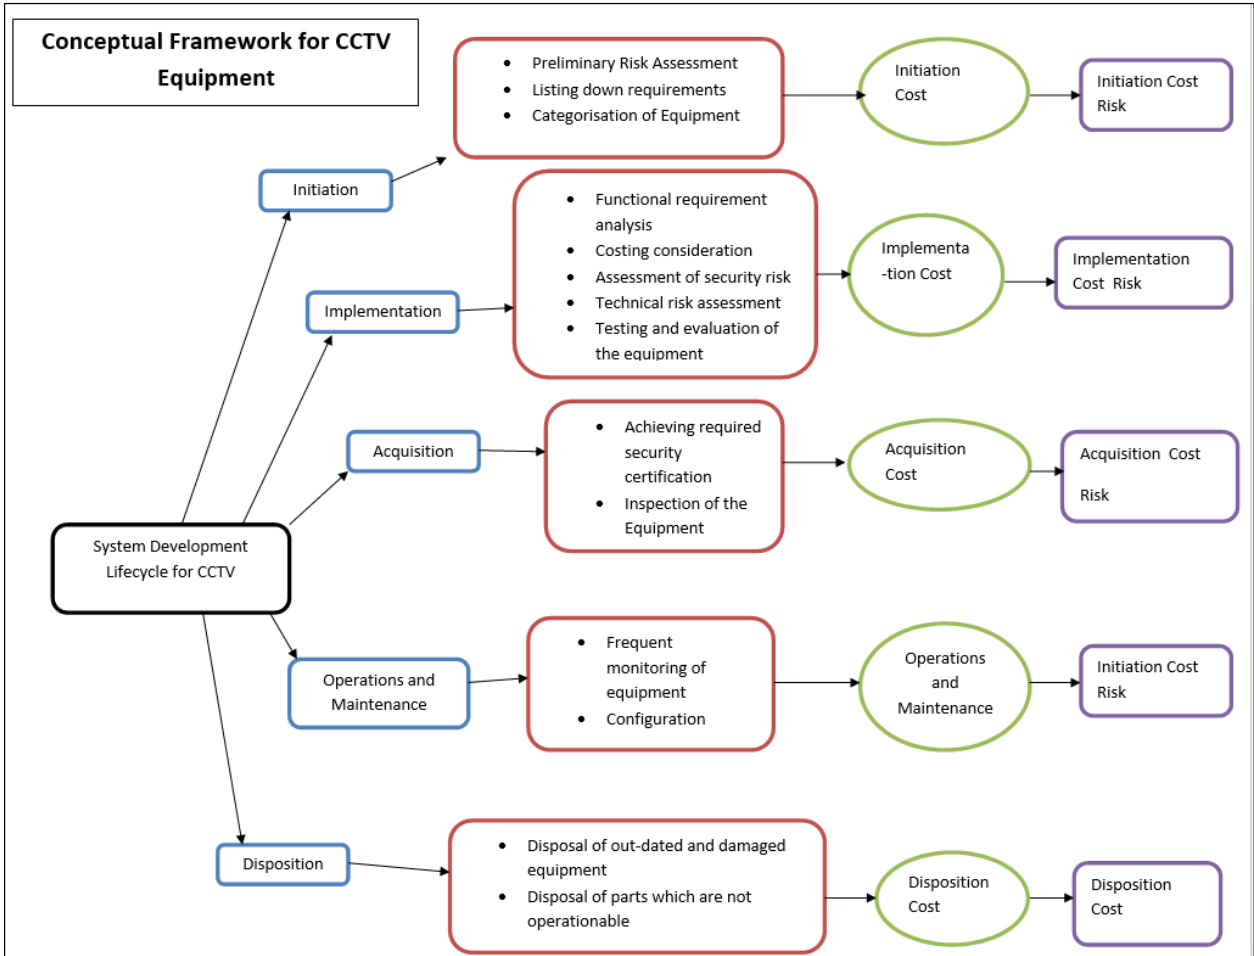 Conceptual Framework for CCTV
Equipment
Preliminary Risk Assessment
Listing down requirements
Categorisation of Equipment
Initiation
Cost
Initiation Cost
Risk
Initiation
Functional requirement
analysis
Costing consideration
Assessment of security risk
Technical risk assessment
Testing and evaluation of
the equipment
Implementa
-tion Cost
Implementation
Cost Risk
Implementation
Achieving required
security
certification
Inspection of the
Equipment
Acquisition
Cost
Acquisition Cost
Risk
Acquisition
System Development
Lifecycle for CCTV
Operations and
Maintenance
Frequent
monitoring of
equipment
Configuration
Operations
and
Maintenance
Initiation Cost
Risk
Disposition
Disposal of out-dated and damaged
equipment
Disposal of parts which are not
operationable
Disposition
Cost
Disposition
Cost